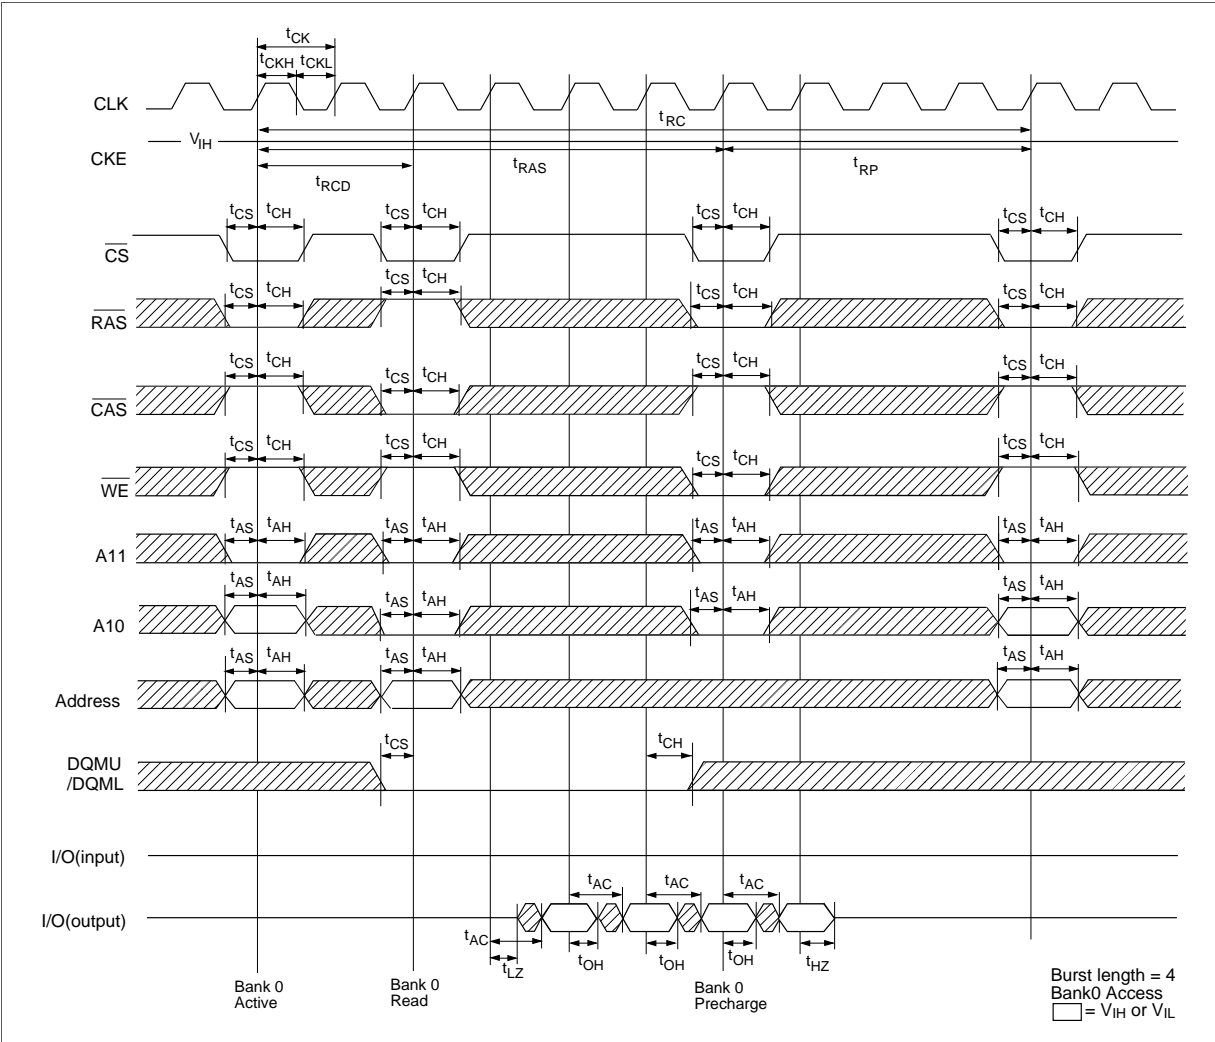 tCK
tCKH tCKL
CLK
tRC
VIH
CKE
tRAS tRP
tRCD
tCS tCH tCS tCH tCS tCH tCS tCH
CS
tCS tCH tCS tCH tCS tCH tCS tCH
RAS
tCS tCH tCS tCH tCS tCH tCS tCH
CAS
tCS tCH tCS tCH tCS tCH tCS tCH
WE
tAS tAH tAS tAH tAS tAH tAS tAH
A11
tAS tAH tAS tAH tAS tAH tAS tAH
A10
tAS tAH tAS tAH tAS tAH
Address
tCS tCH
DQMU
/DQML
I/O(input)
tAC tAC tAC
I/O(output)
tAC
tLZ tOH tOH tOH tHZ
Bank 0
Active
Bank 0
Read
Bank 0
Precharge
Burst length = 4
Bank0 Access
= VIH or VIL